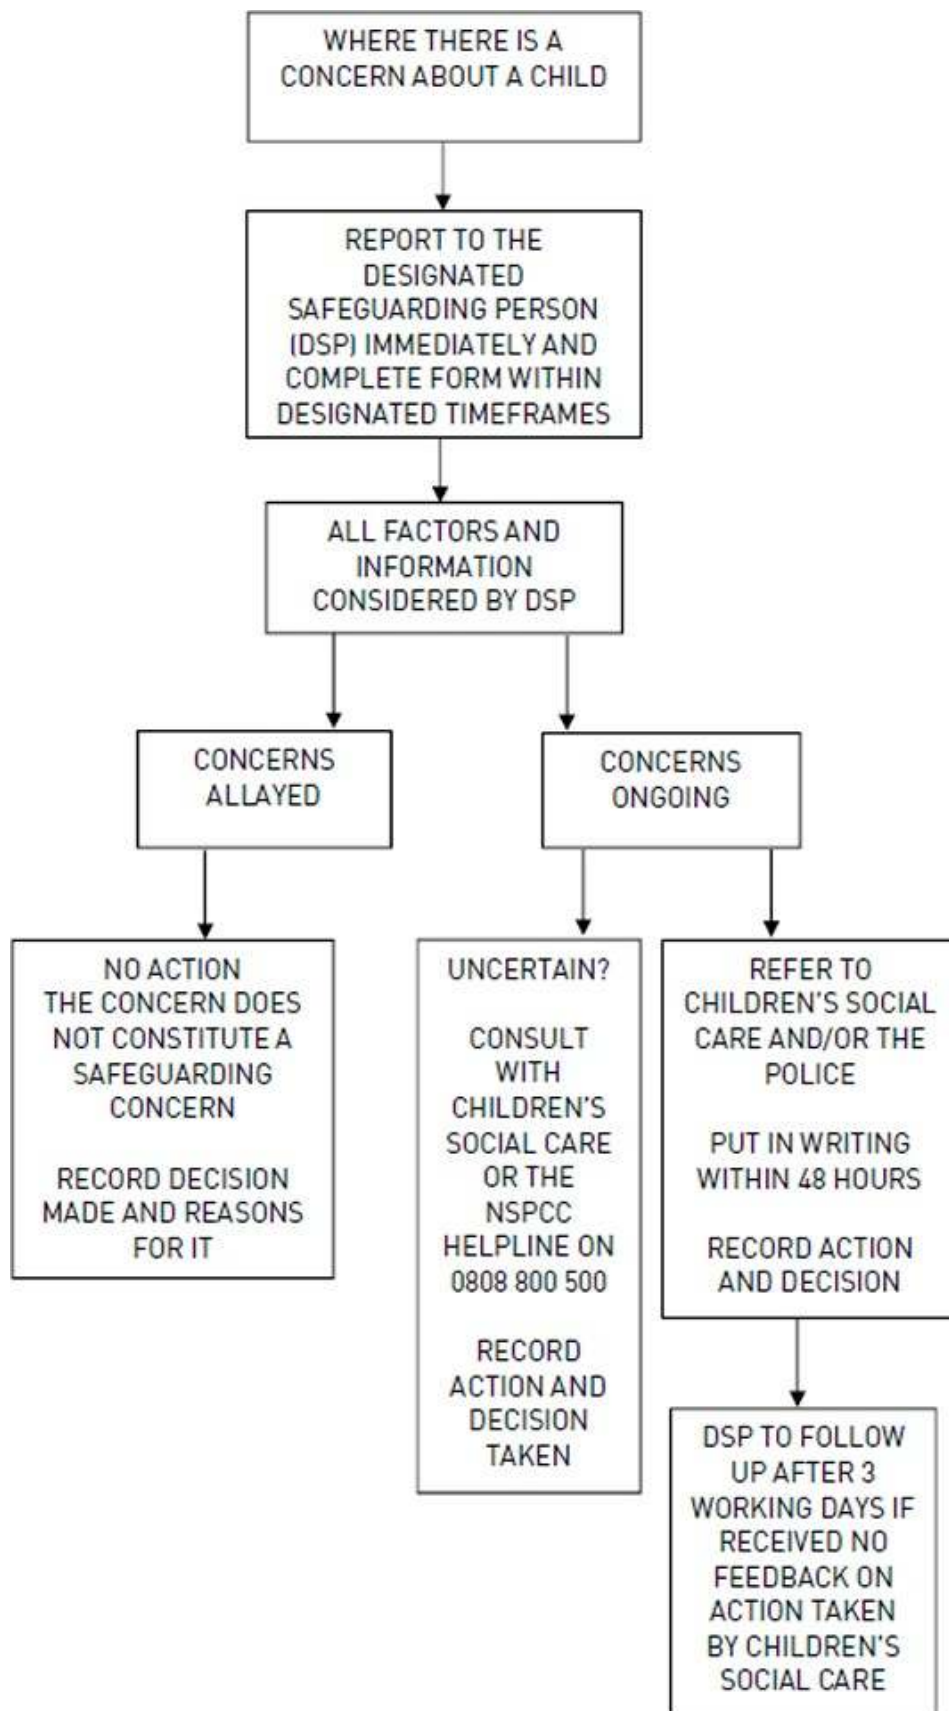 WHERE THERE IS A
CONCERN ABOUT A CHILD
REPORT TO THE
DESIGNATED
SAFEGUARDING PERSON
(DSP) IMMEDIATELY AND
COMPLETE FORM WITHIN
DESIGNATED TIMEFRAMES
ALL FACTORS AND
INFORMATION
CONSIDERED BY DSP
CONCERNS
ALLAYED
CONCERNS
ONGOING
NO ACTION
THE CONCERN DOES
NOT CONSTITUTE A
SAFEGUARDING
CONCERN
RECORD DECISION
MADE AND REASONS
FOR IT
UNCERTAIN?
CONSULT
WITH
CHILDREN'S
SOCIAL CARE
OR THE
NSPCC
HELPLINE ON
0808 800 500
RECORD
ACTION AND
DECISION
TAKEN
REFER TO
CHILDREN'S SOCIAL
CARE AND/OR THE
POLICE
PUT IN WRITING
WITHIN 48 HOURS
RECORD ACTION
AND DECISION
DSP TO FOLLOW
UP AFTER 3
WORKING DAYS IF
RECEIVED NO
FEEDBACK ON
ACTION TAKEN
BY CHILDREN'S
SOCIAL CARE